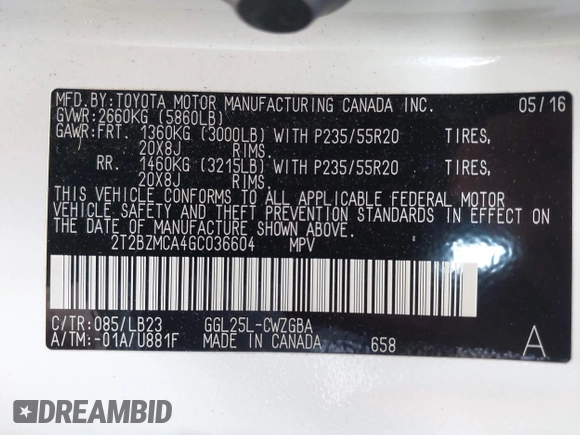 MFD.BY:TOYOTA MOTOR MANUFACTURING CANADA INC. 05/16
GVWR:2660KG (5860LB)
GAWR:FRT. 1360KG (3000LB) WITH P235/55R20 TIRES,
20X8J RIMS.
RR. 1460KG (3215LB) WITH P235/55R20 TIRES,
20X8J RIMS.
THIS VEHICLE CONFORMS TO ALL APPLICABLE FEDERAL MOTOR
VEHICLE SAFETY AND THEFT PREVENTION STANDARDS IN EFFECT ON
THE DATE OF MANUFACTURE SHOWN ABOVE.
2T2BZMCA4GC036604 MPV
C/TR:085/LB23 GGL25L-CWZGBA
A/TM:-01A/U881F MADE IN CANADA 658 A
DREAMBID